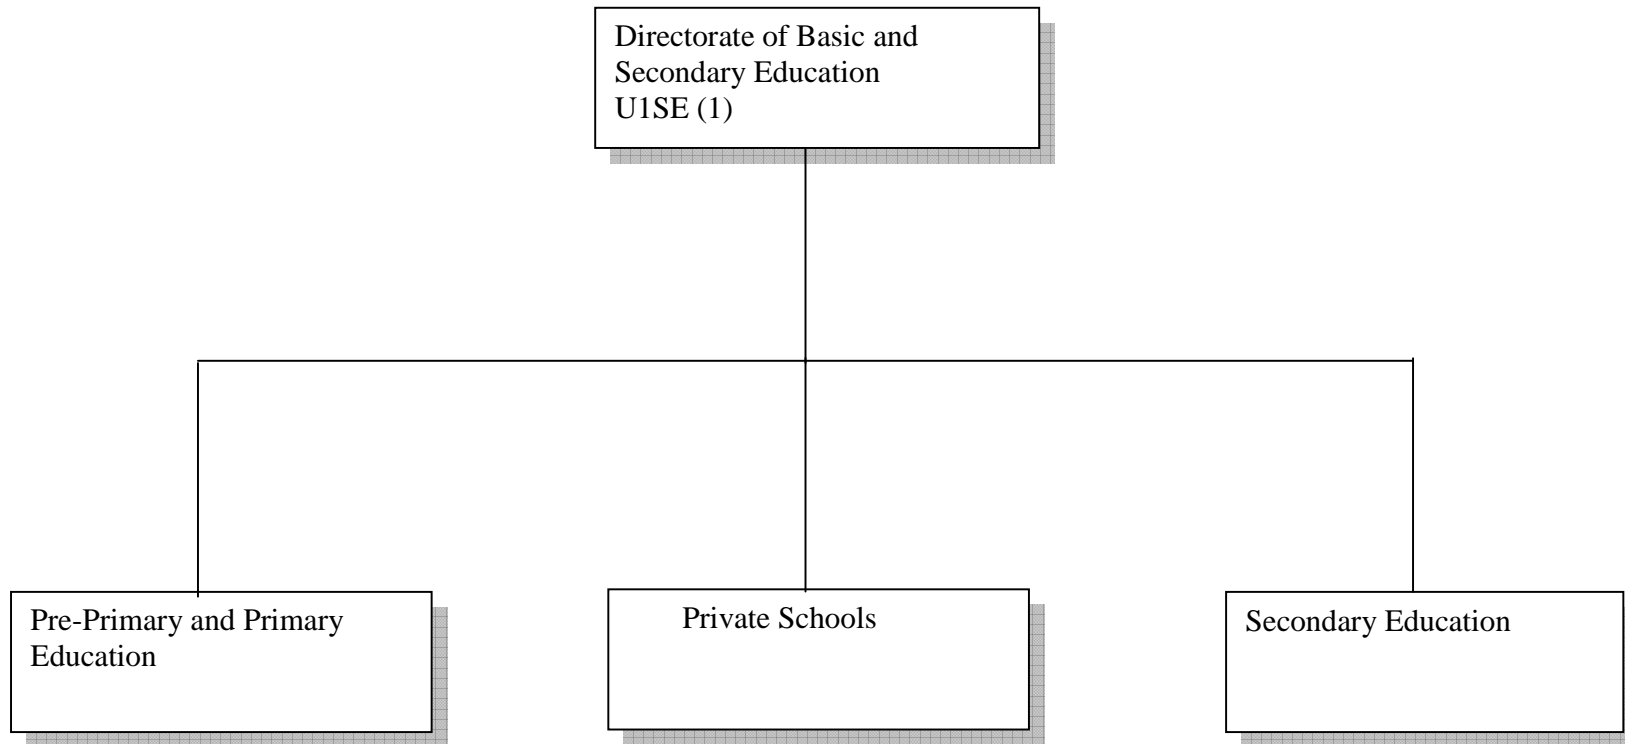 Directorate of Basic and
Secondary Education
U1SE (1)
Pre-Primary and Primary
Education
Private Schools
Secondary Education